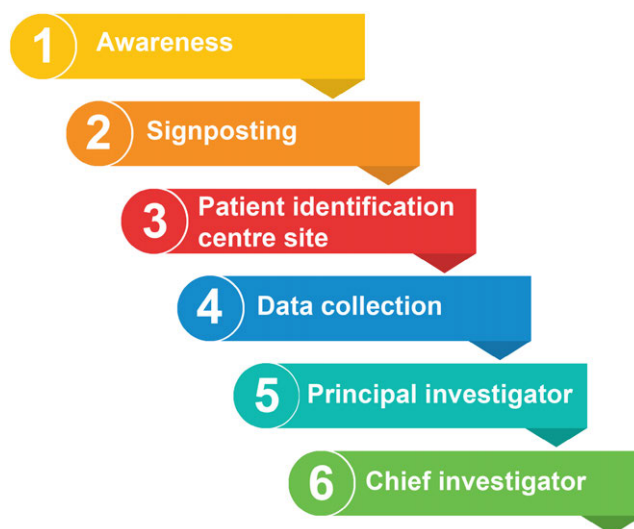 1 Awareness
2 Signposting
3 Patient identification
centre site
4 Data collection
5 Principal investigator
6 Chief investigator